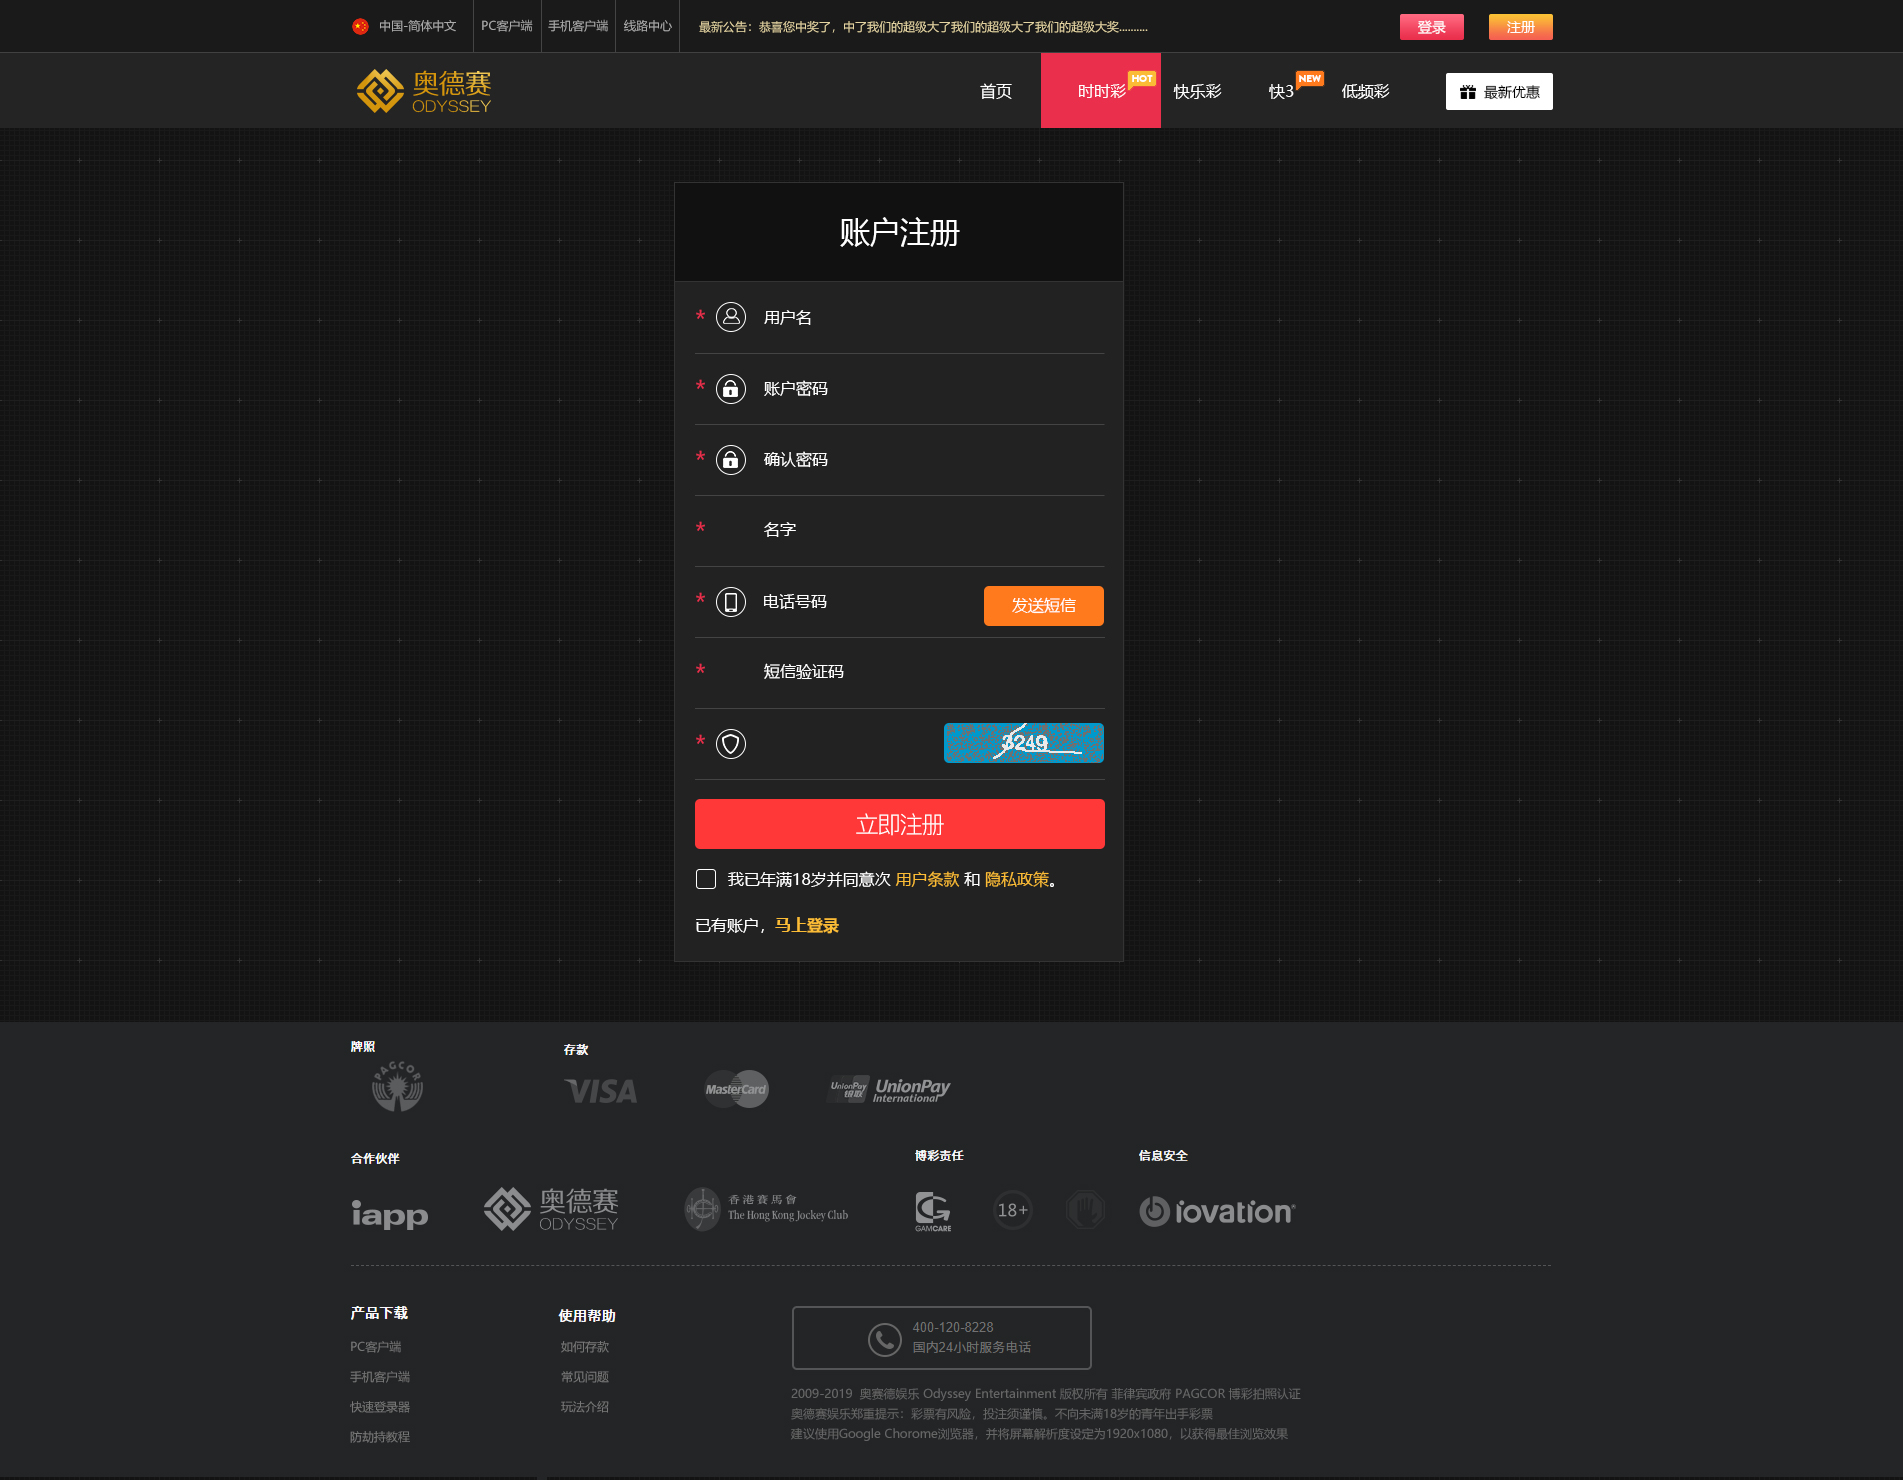 中国-简体中文
PC客户端
手机客户端
线路中心
最新公告：恭喜您中奖了，中了我们的超级大了我们的超级大了我们的超级大奖..........
登录
注册
奥德赛
ODYSSEY
首页
时时彩
HOT
快乐彩
快3
NEW
低频彩
最新优惠
账户注册
* 用户名
* 账户密码
* 确认密码
* 名字
* 电话号码
发送短信
* 短信验证码
*
3249
立即注册
我已年满18岁并同意次 用户条款 和 隐私政策。
已有账户，马上登录
牌照
存款
PAGCOR
VISA
MasterCard
UnionPay
银联
UnionPay
International
合作伙伴
博彩责任
信息安全
iapp
奥德赛
ODYSSEY
香港賽馬會
The Hong Kong Jockey Club
GAMCARE
18+
iovation
产品下载
PC客户端
手机客户端
快速登录器
防劫持教程
使用帮助
如何存款
常见问题
玩法介绍
400-120-8228
国内24小时服务电话
2009-2019 奥赛德娱乐 Odyssey Entertainment 版权所有 菲律宾政府 PAGCOR 博彩拍照认证
奥德赛娱乐郑重提示：彩票有风险，投注须谨慎。不向未满18岁的青年出手彩票
建议使用Google Chorome浏览器，并将屏幕解析度设定为1920x1080，以获得最佳浏览效果